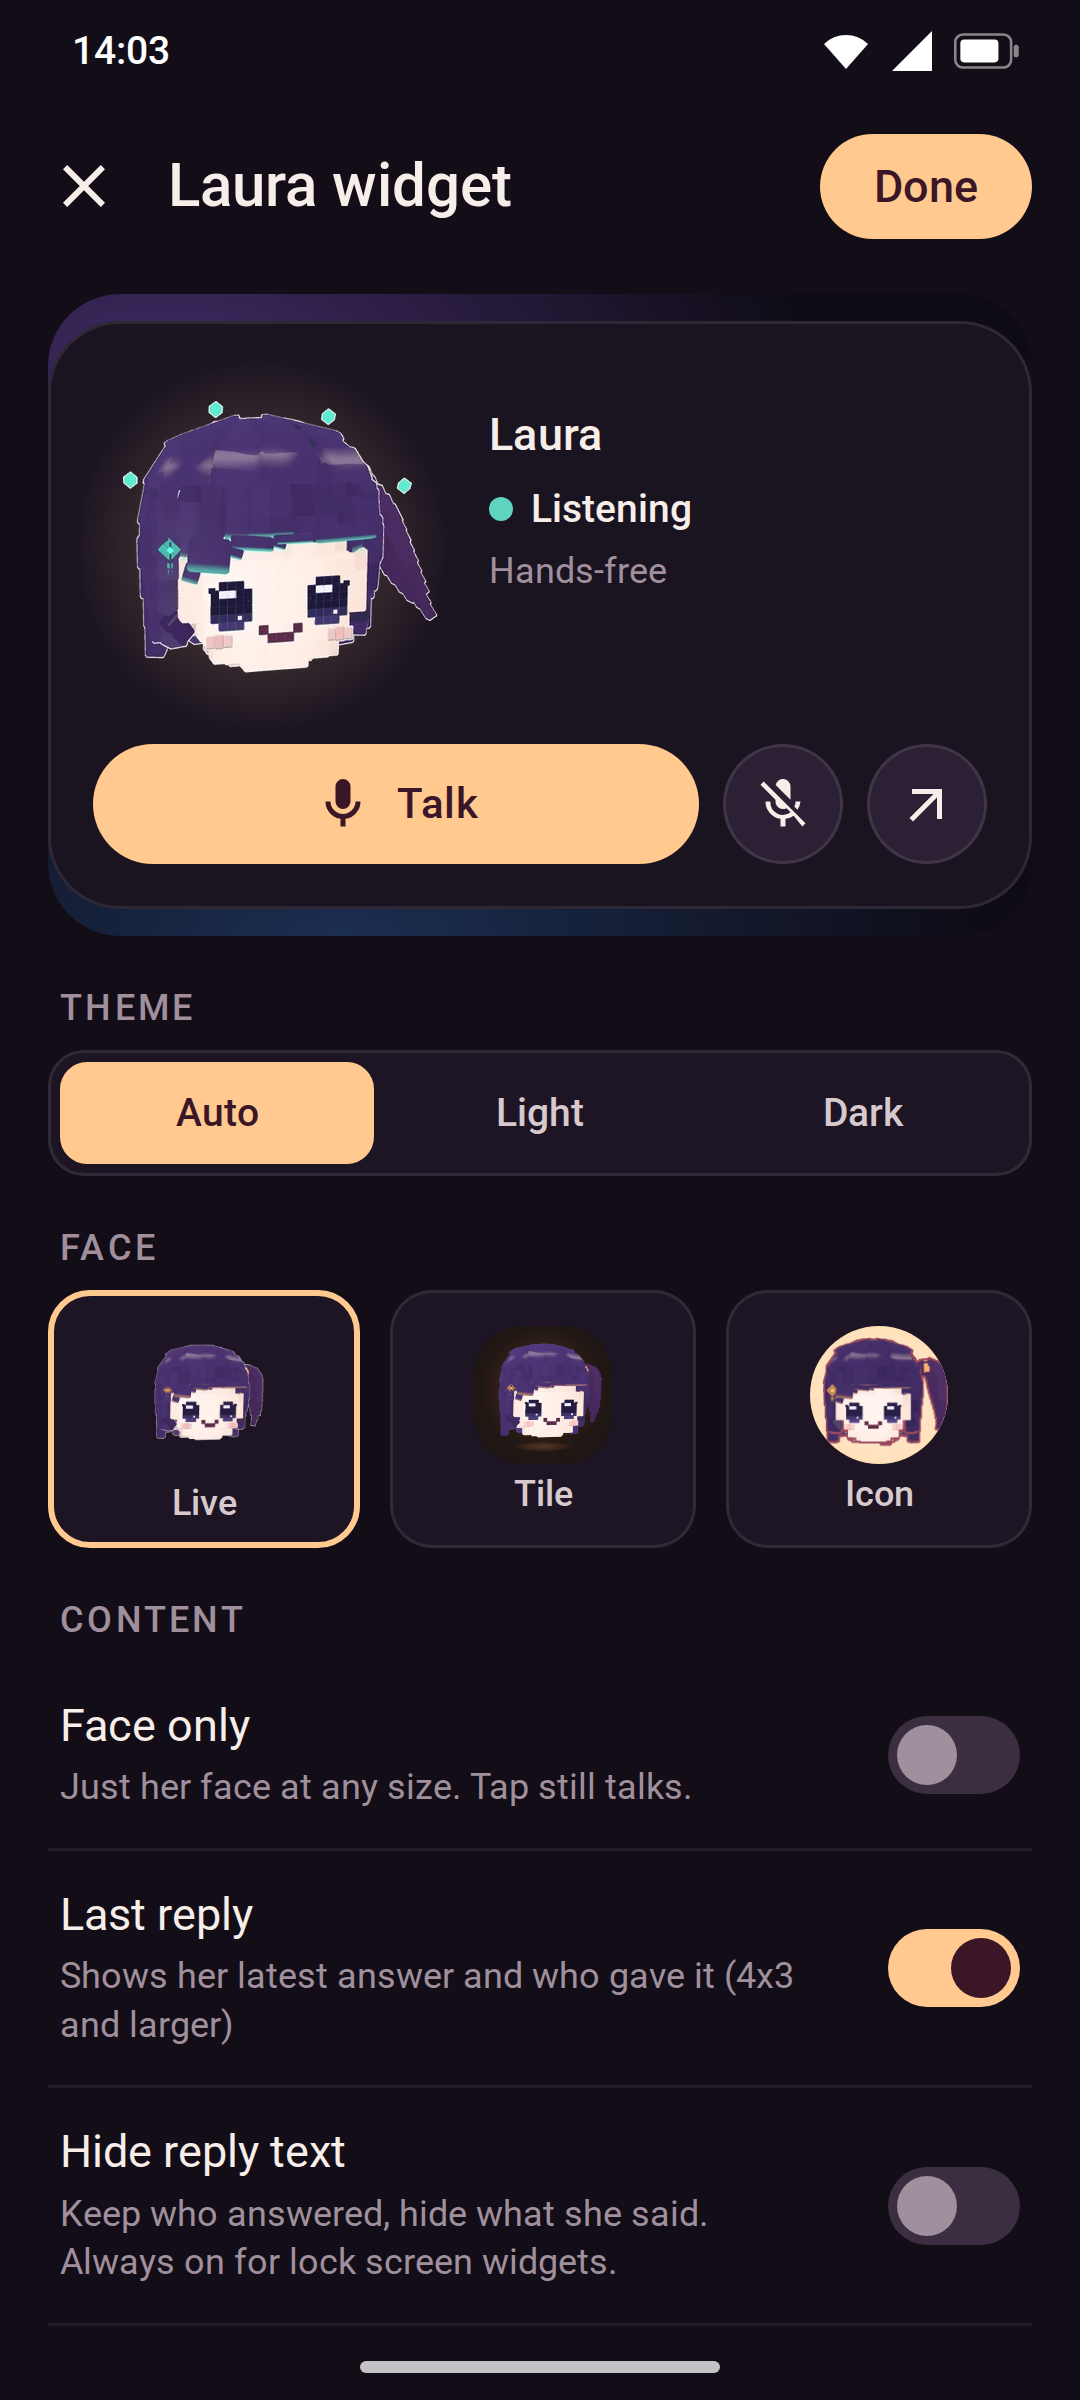 14:03
Laura widget
Done
Laura
Listening
Hands-free
Talk
THEME
Auto
Light
Dark
FACE
Live
Tile
Icon
CONTENT
Face only
Just her face at any size. Tap still talks.
Last reply
Shows her latest answer and who gave it (4x3
and larger)
Hide reply text
Keep who answered, hide what she said.
Always on for lock screen widgets.